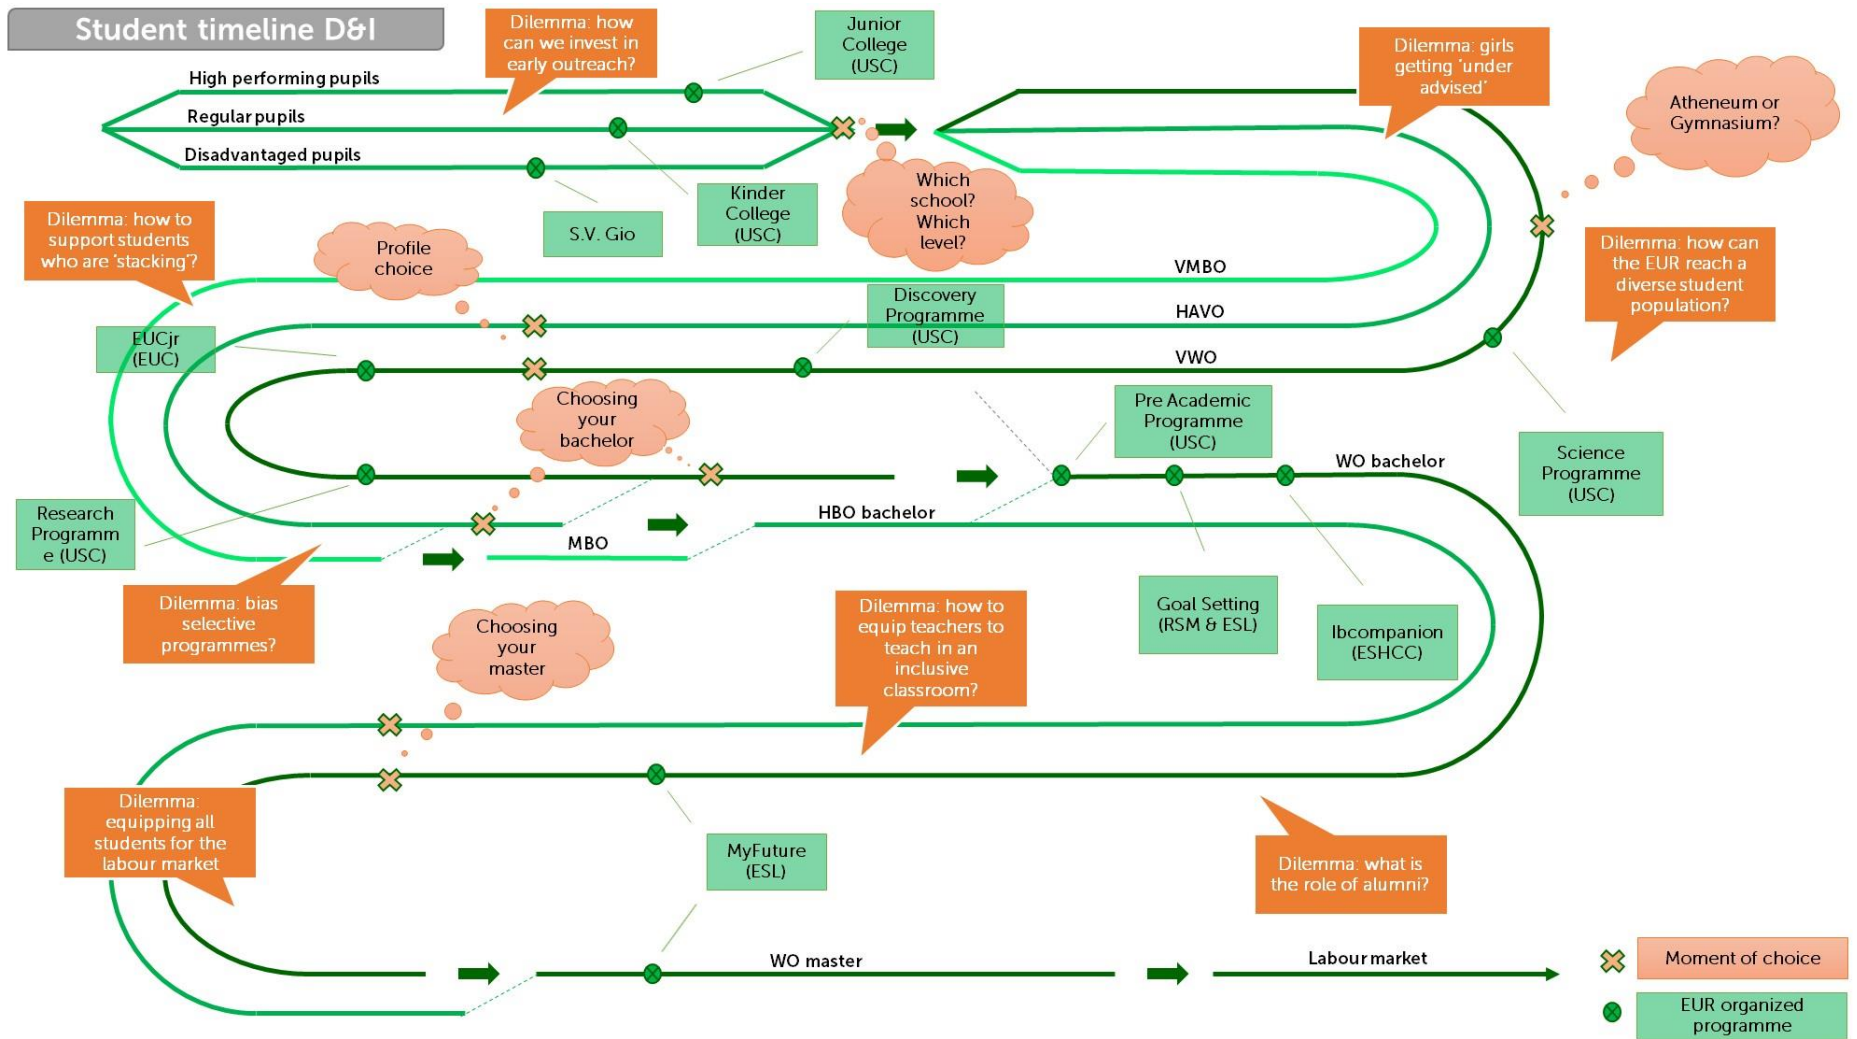 Student timeline D&I
Dilemma: how
can we invest in
early outreach?
Junior
College
(USC)
Dilemma: girls
getting 'under
advised'
Atheneum or
Gymnasium?
High performing pupils
Regular pupils
Disadvantaged pupils
Which
school?
Which
level?
Kinder
College
(USC)
S.V. Gio
Dilemma: how to
support students
who are 'stacking'?
Profile
choice
Dilemma: how can
the EUR reach a
diverse student
population?
VMBO
Discovery
Programme
(USC)
HAVO
EUCjr
(EUC)
VWO
Choosing
your
bachelor
Pre Academic
Programme
(USC)
Science
Programme
(USC)
WO bachelor
Research
Programm
e (USC)
HBO bachelor
MBO
Dilemma: bias
selective
programmes?
Choosing
your
master
Dilemma: how to
equip teachers to
teach in an
inclusive
classroom?
Goal Setting
(RSM & ESL)
Ibcompanion
(ESHCC)
Dilemma:
equipping all
students for the
labour market
MyFuture
(ESL)
Dilemma: what is
the role of alumni?
WO master
Labour market
Moment of choice
EUR organized
programme